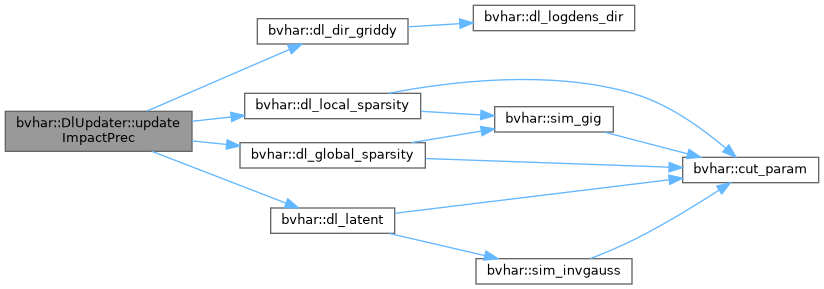 bvhar::DlUpdater::update
ImpactPrec
bvhar::dl_dir_griddy
bvhar::dl_logdens_dir
bvhar::dl_local_sparsity
bvhar::sim_gig
bvhar::dl_global_sparsity
bvhar::cut_param
bvhar::dl_latent
bvhar::sim_invgauss